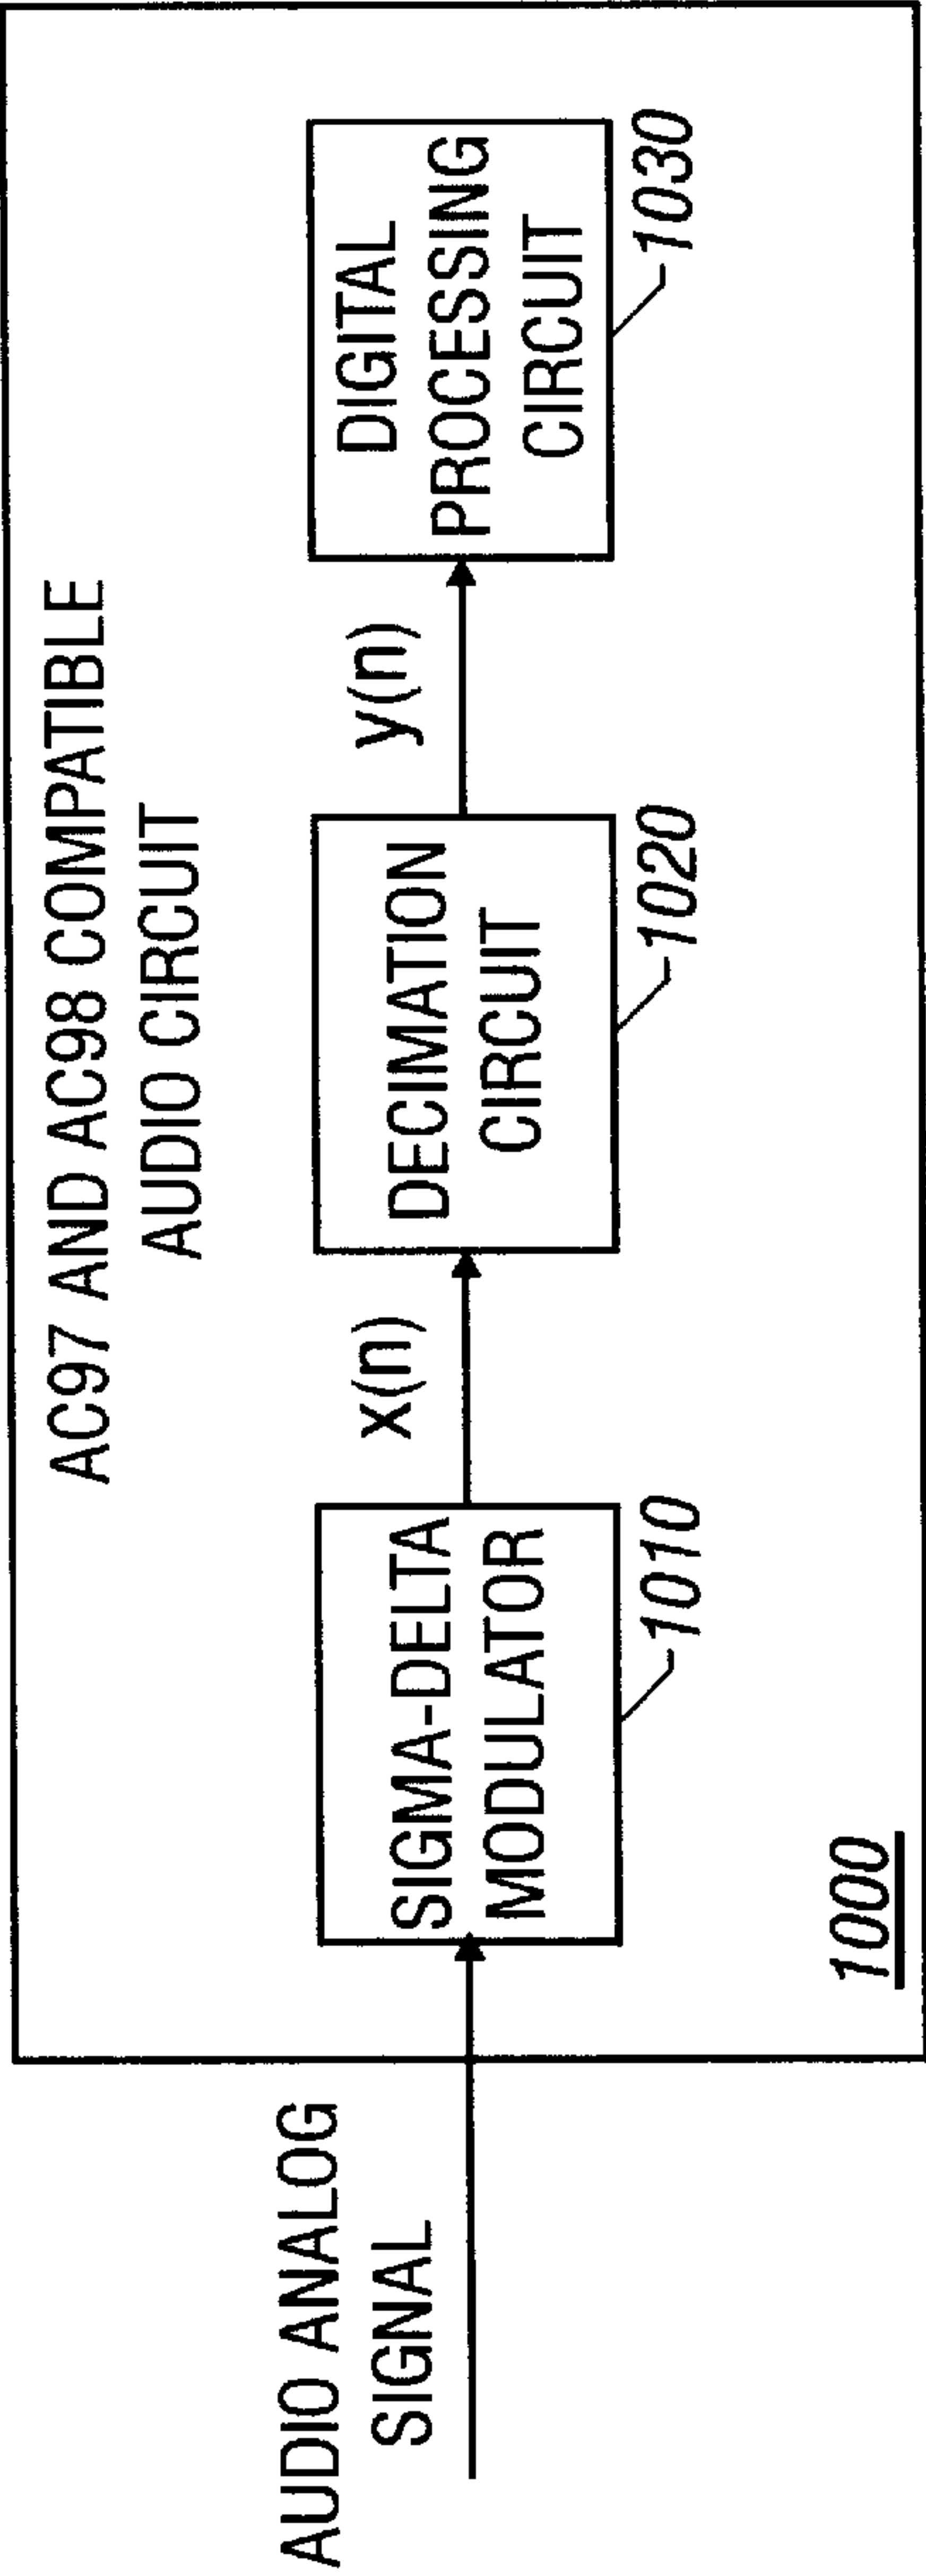 AC97 AND AC98 COMPATIBLE
AUDIO CIRCUIT
AUDIO ANALOG
SIGNAL
SIGMA-DELTA
MODULATOR
1010
x(n)
DECIMATION
CIRCUIT
1020
y(n)
DIGITAL
PROCESSING
CIRCUIT
1030
1000